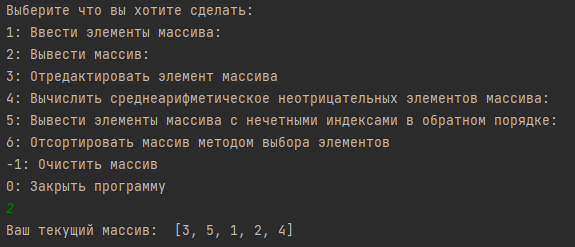 Выберите что вы хотите сделать:
1: Ввести элементы массива:
2: Вывести массив:
3: Отредактировать элемент массива
4: Вычислить среднеарифметическое неотрицательных элементов массива:
5: Вывести элементы массива с нечетными индексами в обратном порядке:
6: Отсортировать массив методом выбора элементов
-1: Очистить массив
0: Закрыть программу
2
Ваш текущий массив:  [3, 5, 1, 2, 4]